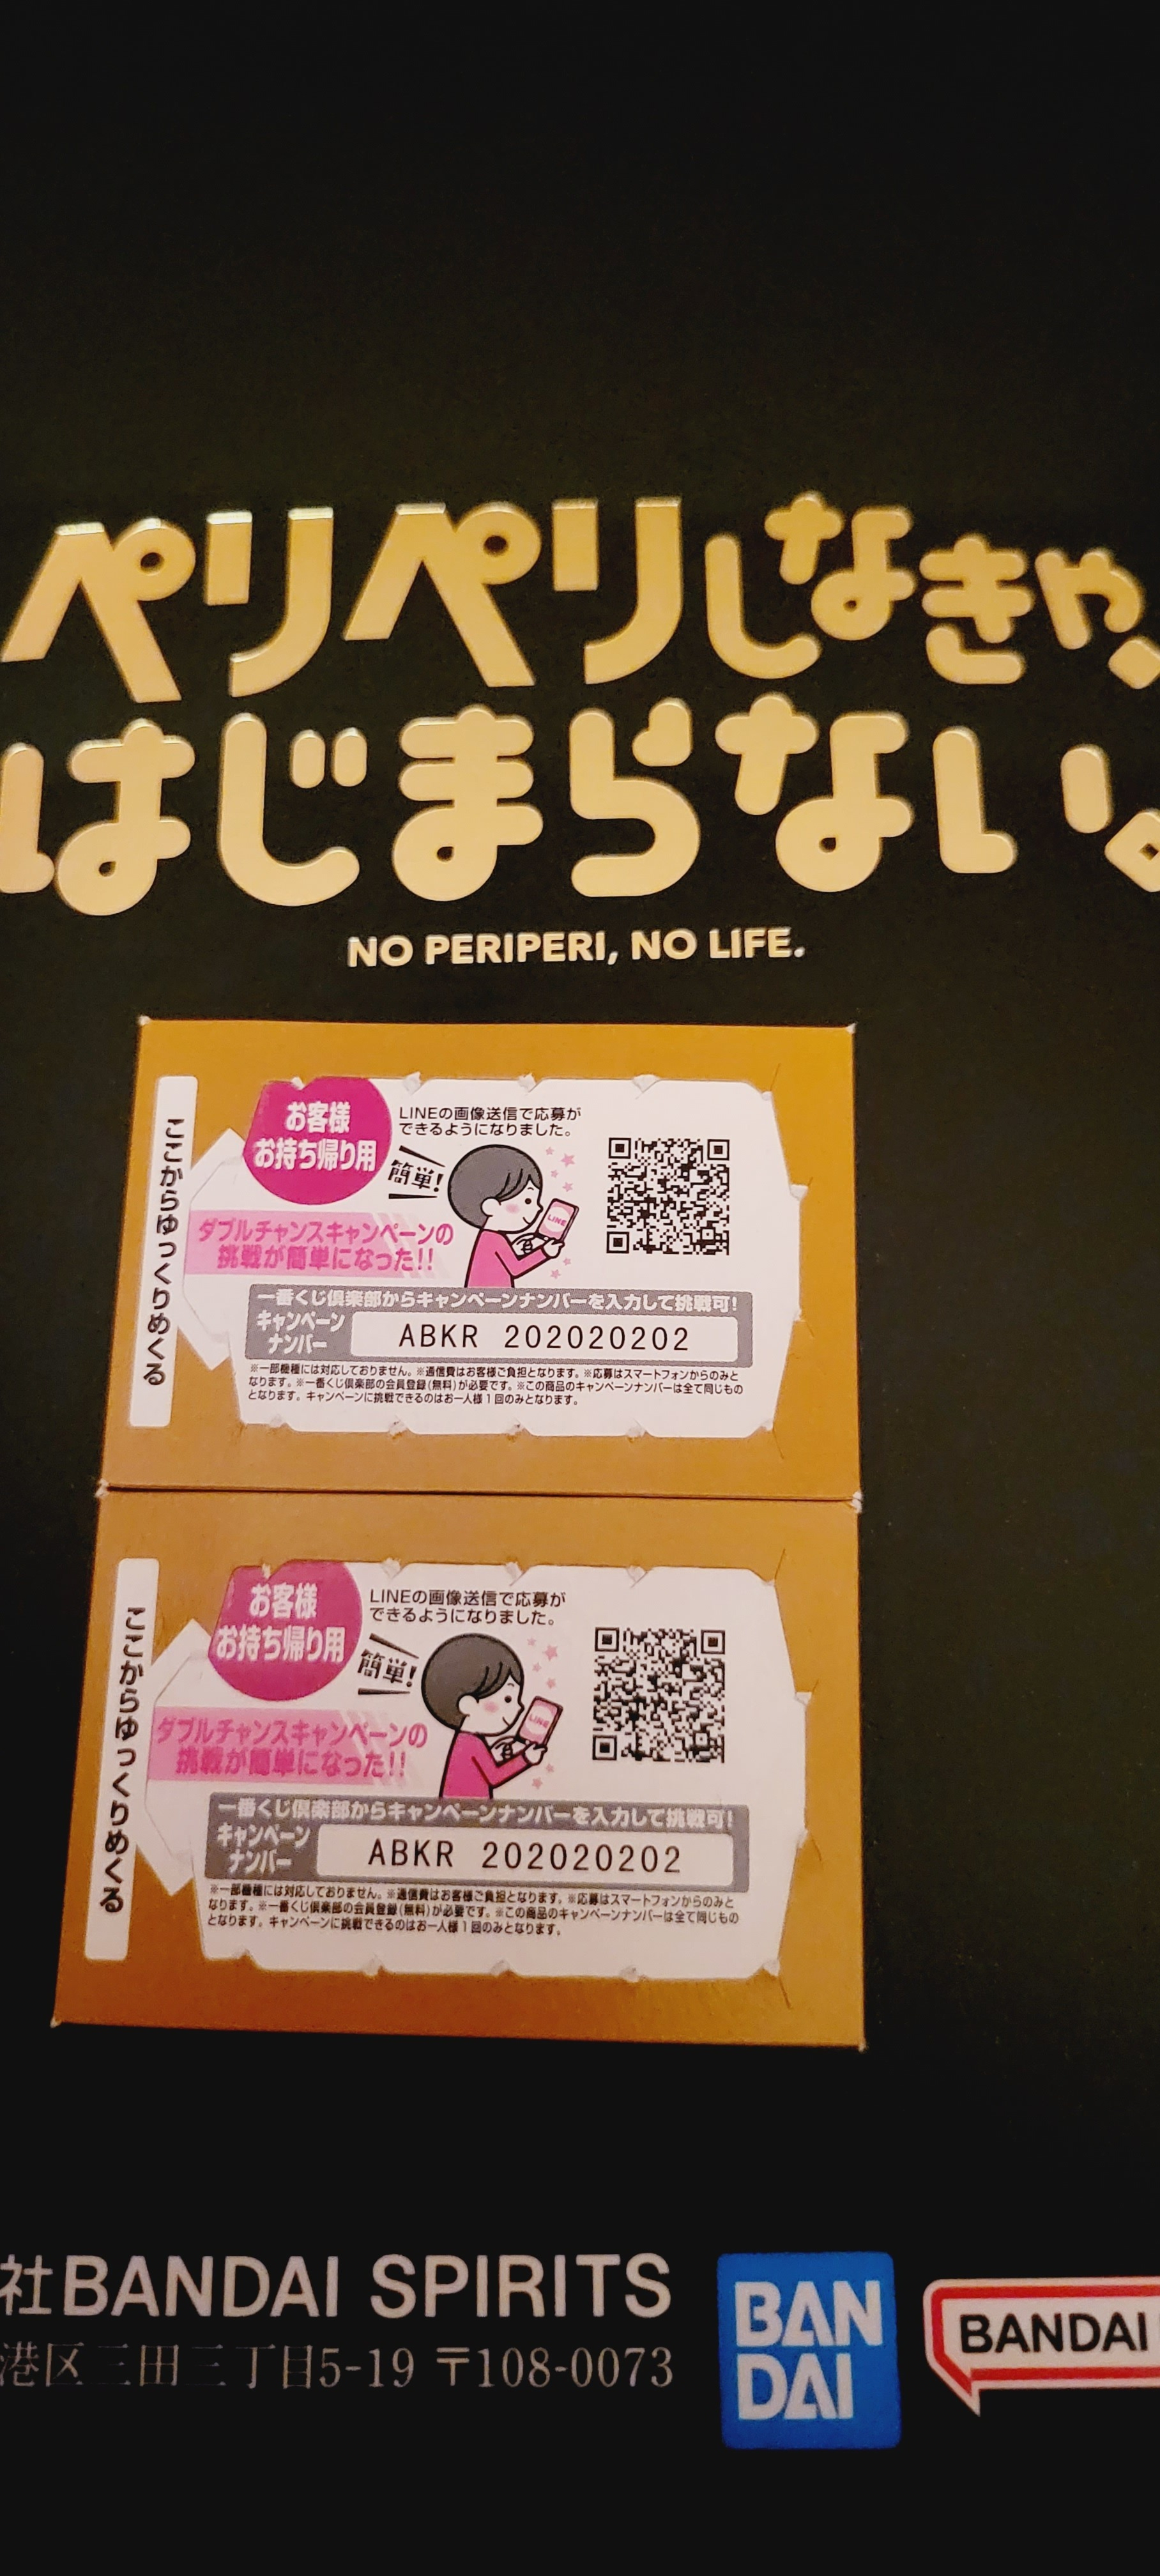 ペリペリしなきゃ、
はじまらない。
NO PERIPERI, NO LIFE.
ここからゆっくりめくる
お客様
お持ち帰り用
LINEの画像送信で応募が
できるようになりました。
簡単!
LINE
ダブルチャンスキャンペーンの
挑戦が簡単になった!!
一番くじ倶楽部からキャンペーンナンバーを入力して挑戦可!
キャンペーン
ナンバー
ABKR 202020202
※一部機種には対応しておりません。※通信費はお客様ご負担となります。※応募はスマートフォンからのみと
なります。※一番くじ倶楽部の会員登録(無料)が必要です。※この商品のキャンペーンナンバーは全て同じもの
となります。キャンペーンに挑戦できるのはお一人様1回のみとなります。
ここからゆっくりめくる
お客様
お持ち帰り用
LINEの画像送信で応募が
できるようになりました。
簡単!
LINE
ダブルチャンスキャンペーンの
挑戦が簡単になった!!
一番くじ倶楽部からキャンペーンナンバーを入力して挑戦可!
キャンペーン
ナンバー
ABKR 202020202
※一部機種には対応しておりません。※通信費はお客様ご負担となります。※応募はスマートフォンからのみと
なります。※一番くじ倶楽部の会員登録(無料)が必要です。※この商品のキャンペーンナンバーは全て同じもの
となります。キャンペーンに挑戦できるのはお一人様1回のみとなります。
社BANDAI SPIRITS
港区三田三丁目5-19 〒108-0073
BAN
DAI
BANDAI